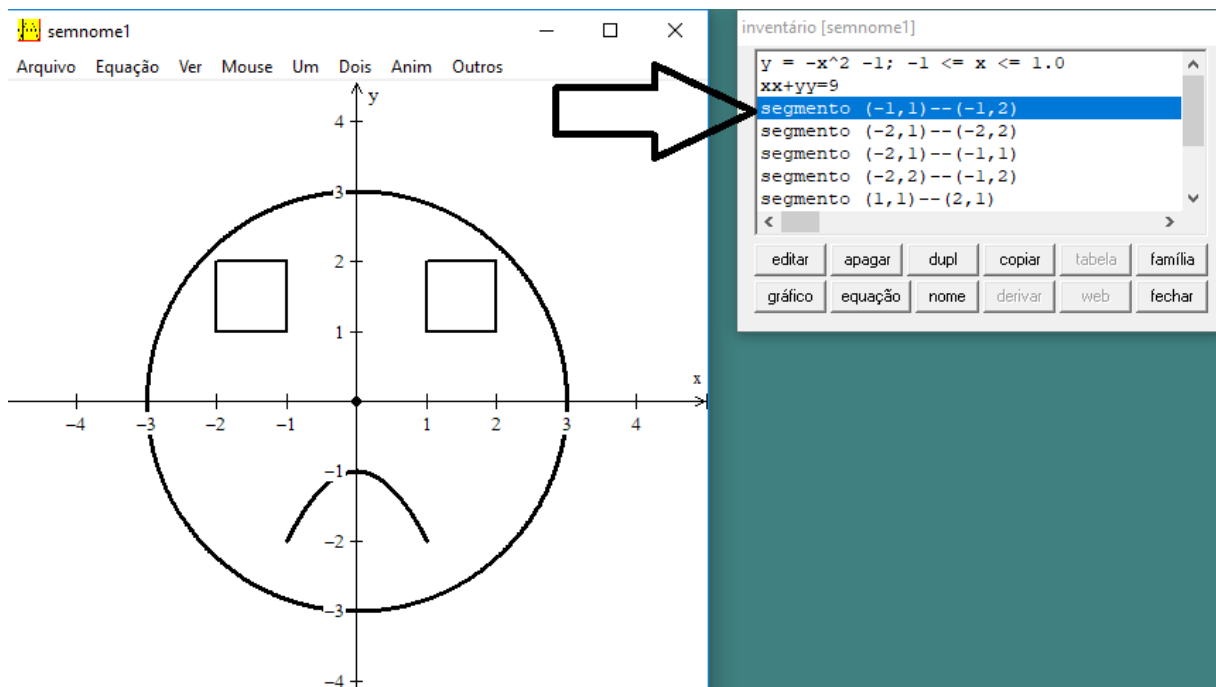 semnome1
Arquivo Equação Ver Mouse Um Dois Anim Outros
y
4
3
2
1
x
−4 −3 −2 −1 1 2 3 4
−1
−2
−3
−4
inventário [semnome1]
y = -x^2 -1; -1 <= x <= 1.0
xx+yy=9
segmento (-1,1)--(-1,2)
segmento (-2,1)--(-2,2)
segmento (-2,1)--(-1,1)
segmento (-2,2)--(-1,2)
segmento (1,1)--(2,1)
editar apagar dupl copiar tabela família
gráfico equação nome derivar web fechar